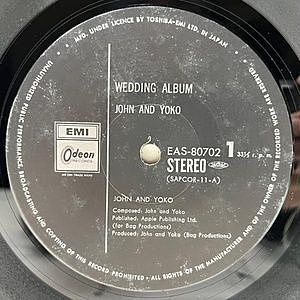 MFG. UNDER LICENCE BY TOSHIBA-EMI LTD. IN JAPAN
UNAUTHORIZED PUBLIC PERFORMANCE, BROADCASTING AND COPYING OF THIS RECORD PROHIBITED • ALL RIGHTS OF THE MANUFACTURER AND OF THE OWNER OF THE RECORDED WORK RESERVED
WEDDING ALBUM
JOHN AND YOKO
EMI
Odeon
EAS-80702 1 33⅓ r.p.m.
STEREO
(SAPCOR-11-A)
JOHN AND YOKO
Composed: John and Yoko
Published: Apple Publishing Ltd.
(for Bag Productions)
Produced: John and Yoko (Bag Productions)